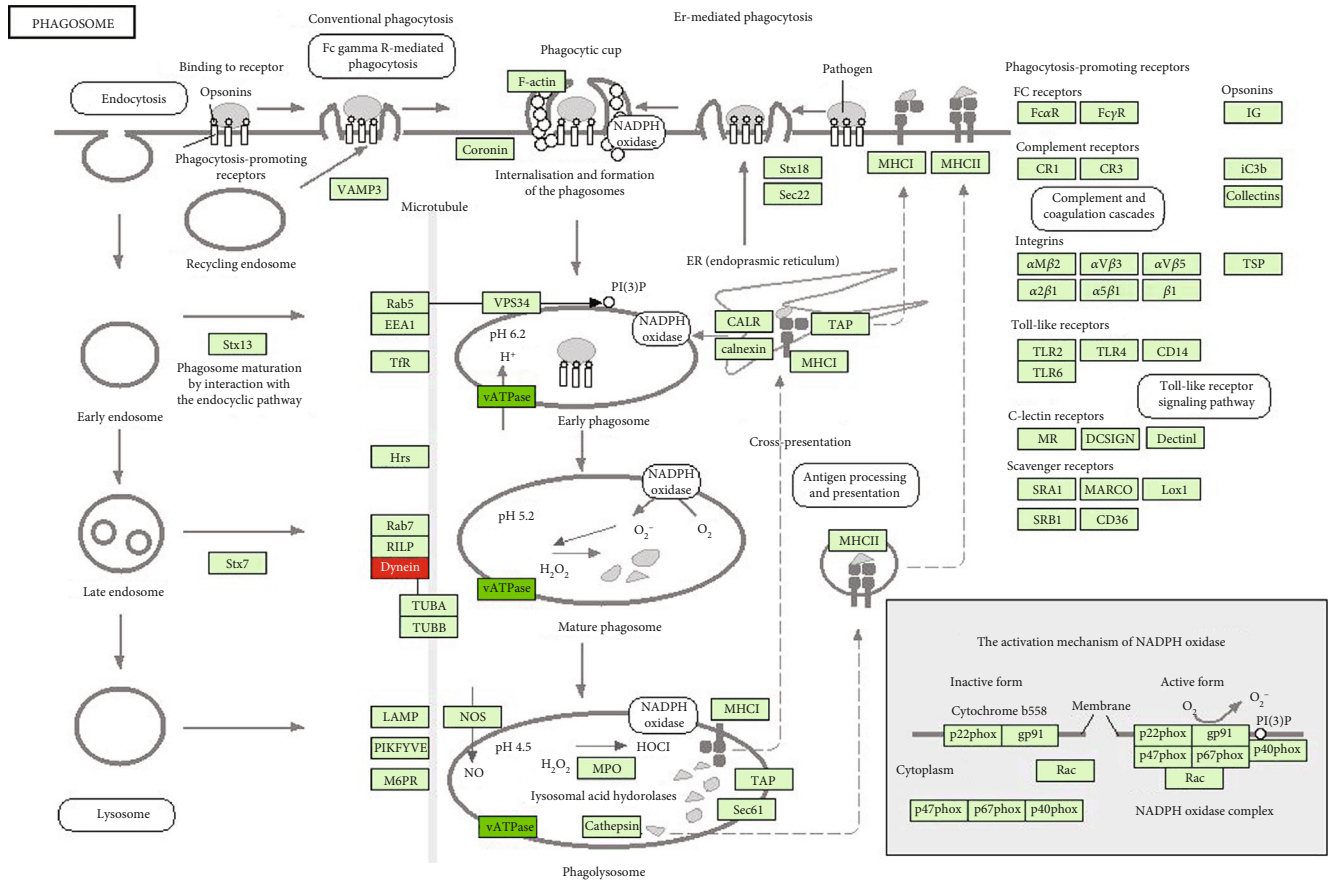 PHAGOSOME
Conventional phagocytosis
Er-mediated phagocytosis
Fc gamma R-mediated
phagocytosis
Phagocytic cup
Binding to receptor
Endocytosis
Opsonins
F-actin
Pathogen
NADPH
oxidase
Coronin
Phagocytosis-promoting
receptors
VAMP3
Internalisation and formation
of the phagosomes
Stx18
Sec22
MHCI
MHCII
Microtubule
Recycling endosome
ER (endoprasmic reticulum)
Phagocytosis-promoting receptors
FC receptors
Opsonins
FcαR
FcγR
IG
Complement receptors
CR1
CR3
iC3b
Collectins
Complement and
coagulation cascades
Integrins
αMβ2
αVβ3
αVβ5
TSP
α2β1
α5β1
β1
Toll-like receptors
TLR2
TLR4
CD14
TLR6
Toll-like receptor
signaling pathway
C-lectin receptors
MR
DCSIGN
Dectinl
Scavenger receptors
SRA1
MARCO
Lox1
SRB1
CD36
Rab5
EEA1
VPS34
PI(3)P
NADPH
oxidase
CALR
calnexin
TAP
MHCI
pH 6.2
H⁺
TfR
vATPase
Stx13
Phagosome maturation
by interaction with
the endocyclic pathway
Early endosome
Early phagosome
Cross-presentation
Hrs
NADPH
oxidase
Antigen processing
and presentation
pH 5.2
O₂⁻
O₂
H₂O₂
vATPase
Rab7
RILP
Dynein
TUBA
TUBB
Stx7
MHCII
Late endosome
Mature phagosome
LAMP
NOS
NADPH
oxidase
MHCI
PIKFYVE
pH 4.5
HOCI
H₂O₂
MPO
M6PR
NO
TAP
Iysosomal acid hydorolases
Sec61
vATPase
Cathepsin
Lysosome
Phagolysosome
The activation mechanism of NADPH oxidase
Inactive form
Active form
Cytochrome b558
Membrane
O₂
O₂⁻
PI(3)P
p22phox
gp91
p22phox
gp91
p47phox
p67phox
p40phox
Cytoplasm
Rac
Rac
p47phox
p67phox
p40phox
NADPH oxidase complex